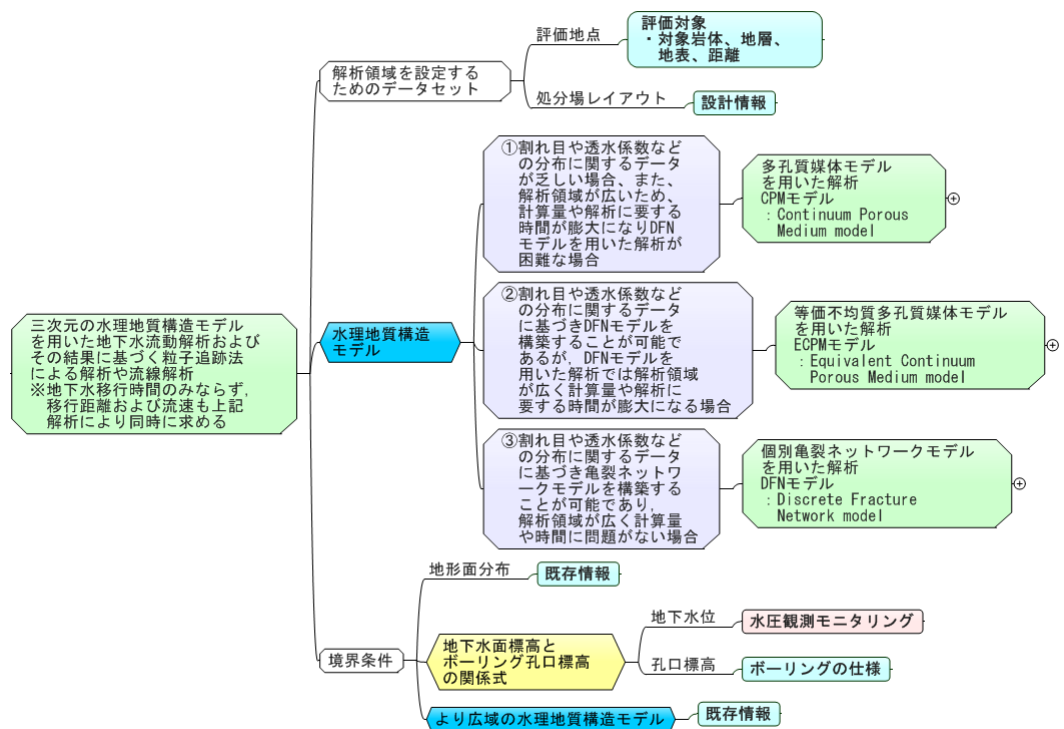 三次元の水理地質構造モデル
を用いた地下水流動解析および
その結果に基づく粒子追跡法
による解析や流線解析
※地下水移行時間のみならず，
移行距離および流速も上記
解析により同時に求める
解析領域を設定する
ためのデータセット
評価地点
評価対象
・対象岩体、地層、
地表、距離
処分場レイアウト
設計情報
水理地質構造
モデル
①割れ目や透水係数など
の分布に関するデータ
が乏しい場合、また、
解析領域が広いため、
計算量や解析に要する
時間が膨大になりDFN
モデルを用いた解析が
困難な場合
多孔質媒体モデル
を用いた解析
CPMモデル
：Continuum Porous
Medium model
②割れ目や透水係数など
の分布に関するデータ
に基づきDFNモデルを
構築することが可能で
あるが，DFNモデルを
用いた解析では解析領域
が広く計算量や解析に
要する時間が膨大になる場合
等価不均質多孔質媒体モデル
を用いた解析
ECPMモデル
：Equivalent Continuum
Porous Medium model
③割れ目や透水係数など
の分布に関するデータ
に基づき亀裂ネットワ
ークモデルを構築する
ことが可能であり，
解析領域が広く計算量
や時間に問題がない場合
個別亀裂ネットワークモデル
を用いた解析
DFNモデル
：Discrete Fracture
Network model
境界条件
地形面分布
既存情報
地下水面標高と
ボーリング孔口標高
の関係式
地下水位
水圧観測モニタリング
孔口標高
ボーリングの仕様
より広域の水理地質構造モデル
既存情報